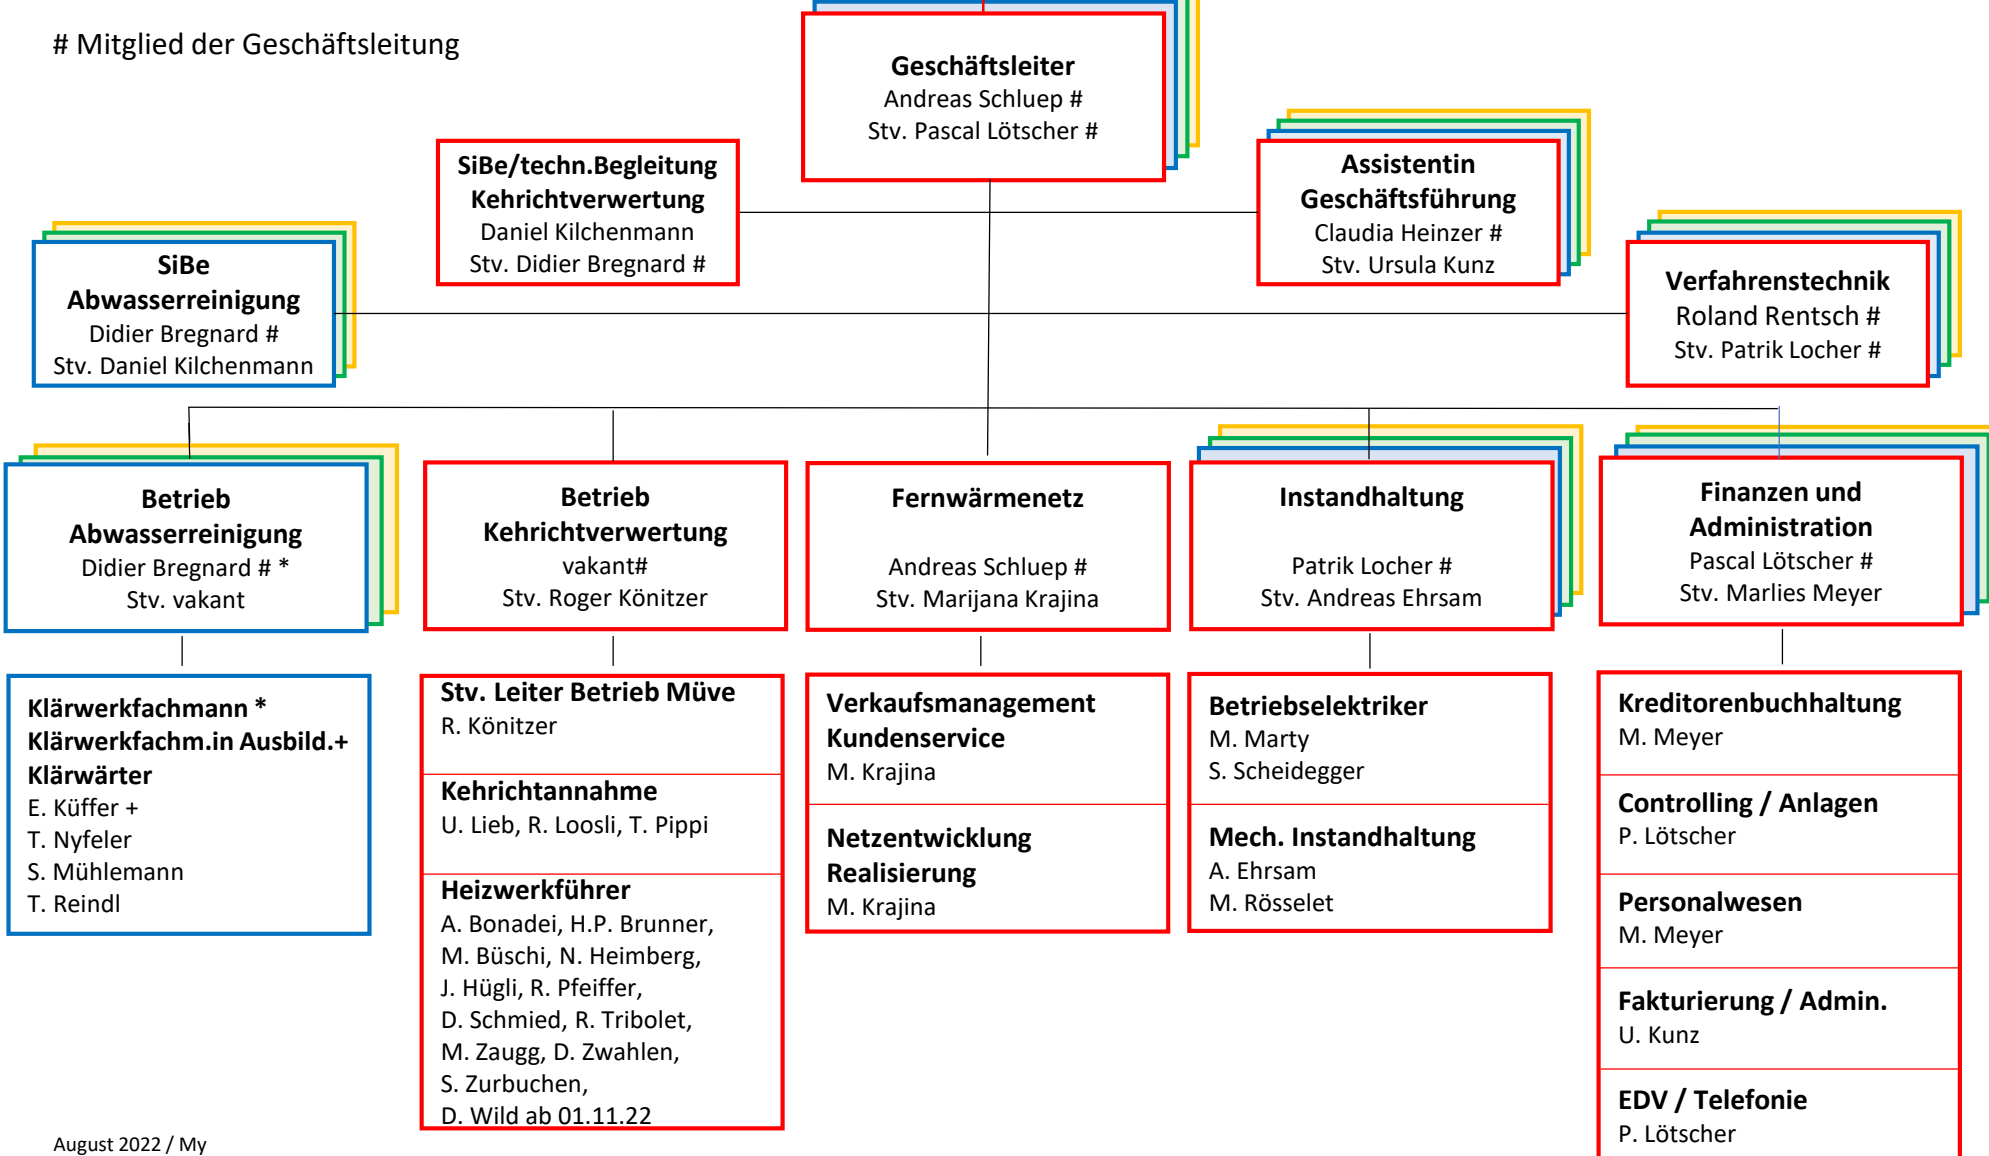 # Mitglied der Geschäftsleitung
Geschäftsleiter
Andreas Schluep #
Stv. Pascal Lötscher #
SiBe/techn.Begleitung
Kehrichtverwertung
Daniel Kilchenmann
Stv. Didier Bregnard #
Assistentin
Geschäftsführung
Claudia Heinzer #
Stv. Ursula Kunz
SiBe
Abwasserreinigung
Didier Bregnard #
Stv. Daniel Kilchenmann
Verfahrenstechnik
Roland Rentsch #
Stv. Patrik Locher #
Betrieb
Abwasserreinigung
Didier Bregnard # *
Stv. vakant
Betrieb
Kehrichtverwertung
vakant#
Stv. Roger Könitzer
Fernwärmenetz
Andreas Schluep #
Stv. Marijana Krajina
Instandhaltung
Patrik Locher #
Stv. Andreas Ehrsam
Finanzen und
Administration
Pascal Lötscher #
Stv. Marlies Meyer
Klärwerkfachmann *
Klärwerkfachm.in Ausbild.+
Klärwärter
E. Küffer +
T. Nyfeler
S. Mühlemann
T. Reindl
Stv. Leiter Betrieb Müve
R. Könitzer
Kehrichtannahme
U. Lieb, R. Loosli, T. Pippi
Heizwerkführer
A. Bonadei, H.P. Brunner,
M. Büschi, N. Heimberg,
J. Hügli, R. Pfeiffer,
D. Schmied, R. Tribolet,
M. Zaugg, D. Zwahlen,
S. Zurbuchen,
D. Wild ab 01.11.22
Verkaufsmanagement
Kundenservice
M. Krajina
Netzentwicklung
Realisierung
M. Krajina
Betriebselektriker
M. Marty
S. Scheidegger
Mech. Instandhaltung
A. Ehrsam
M. Rösselet
Kreditorenbuchhaltung
M. Meyer
Controlling / Anlagen
P. Lötscher
Personalwesen
M. Meyer
Fakturierung / Admin.
U. Kunz
EDV / Telefonie
P. Lötscher
August 2022 / My